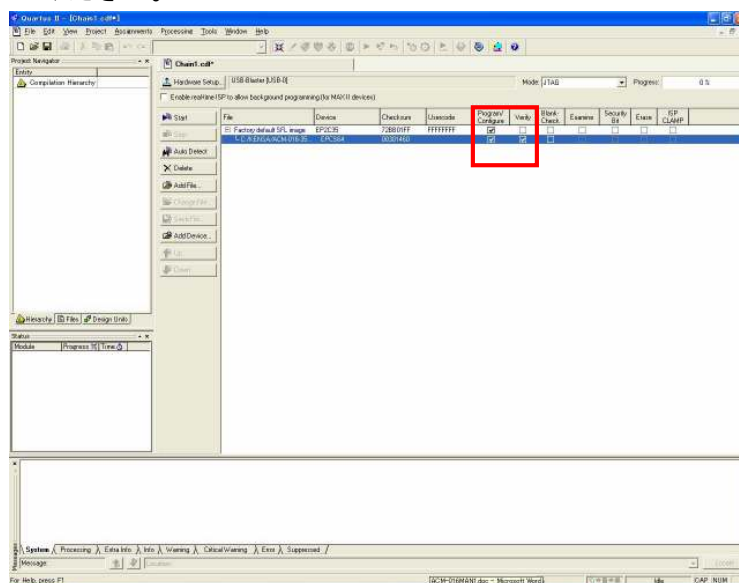 Quartus II - [Chain1.cdf*]
File Edit View Project Assignments Processing Tools Window Help
Project Navigator
Entity
Compilation Hierarchy
Hierarchy Files Design Units
Status
Module Progress % Time
Chain1.cdf*
Hardware Setup... USB-Blaster [USB-0] Mode: JTAG Progress: 0 %
Enable real-time ISP to allow background programming (for MAX II devices)
Start
Stop
Auto Detect
Delete
Add File...
Change File...
Save File...
Add Device...
Up
Down
File Device Checksum Usercode Program/Configure Verify Blank-Check Examine Security Bit Erase ISP CLAMP
Factory default SFL image EP2C35 FFFFFFFF
EPCS64
System Processing Extra Info Info Warning Critical Warning Error Suppressed
Messages
Message: Location: Locate
For Help, press F1
Idle CAP NUM